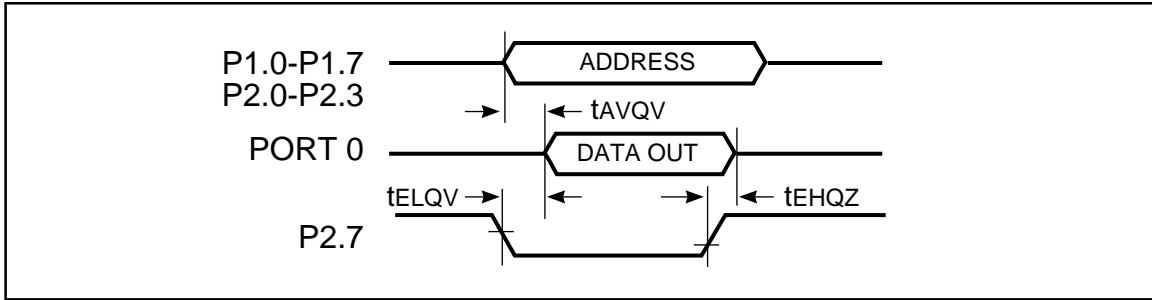 P1.0-P1.7
P2.0-P2.3
ADDRESS
tAVQV
PORT 0
DATA OUT
tELQV
tEHQZ
P2.7